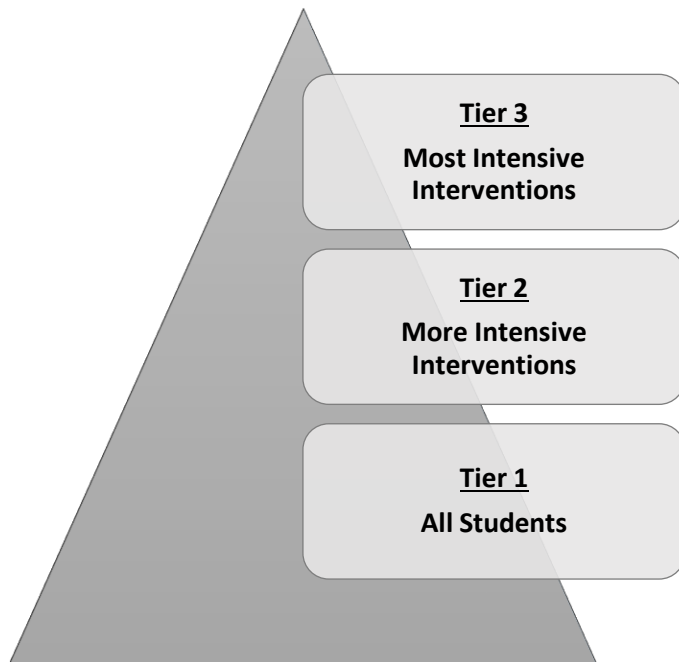 Tier 3
Most Intensive
Interventions
Tier 2
More Intensive
Interventions
Tier 1
All Students